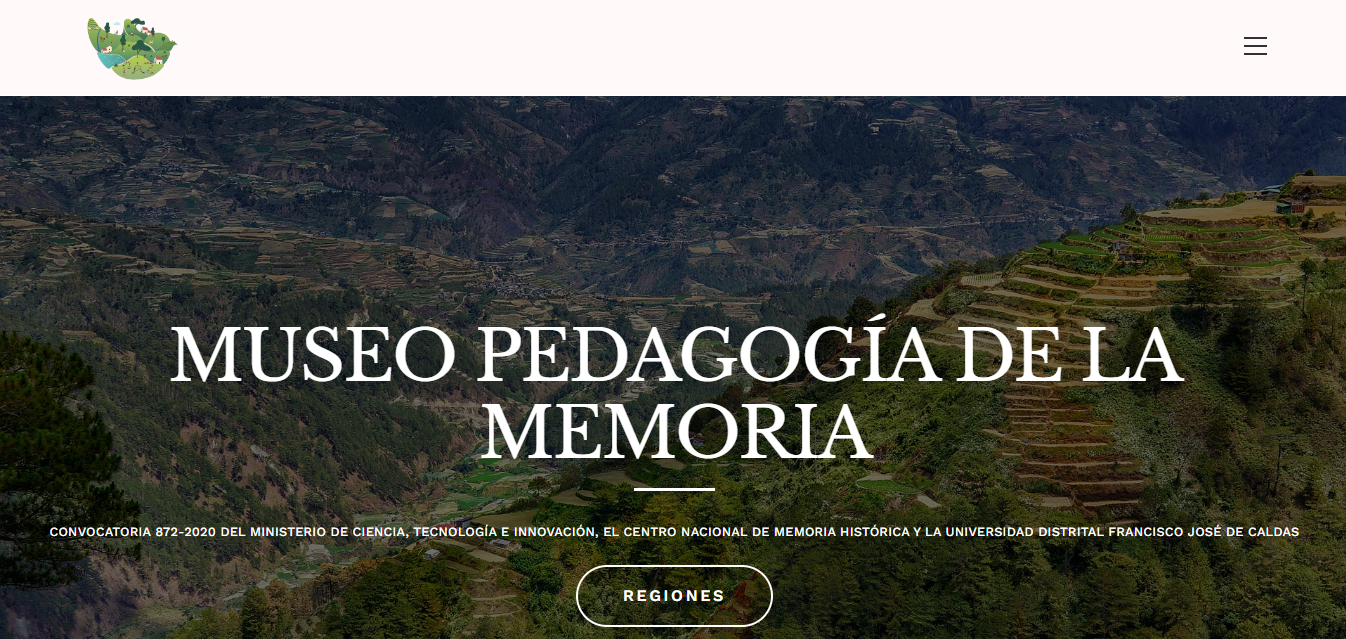 MUSEO PEDAGOGÍA DE LA
MEMORIA
CONVOCATORIA 872-2020 DEL MINISTERIO DE CIENCIA, TECNOLOGÍA E INNOVACIÓN, EL CENTRO NACIONAL DE MEMORIA HISTÓRICA Y LA UNIVERSIDAD DISTRITAL FRANCISCO JOSÉ DE CALDAS
REGIONES